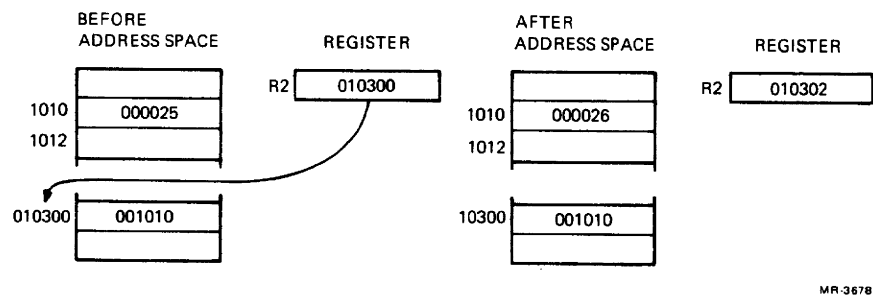 BEFORE
ADDRESS SPACE
REGISTER
R2 010300
1010 000025
1012
010300 001010
AFTER
ADDRESS SPACE
REGISTER
R2 010302
1010 000026
1012
10300 001010
MR-3678